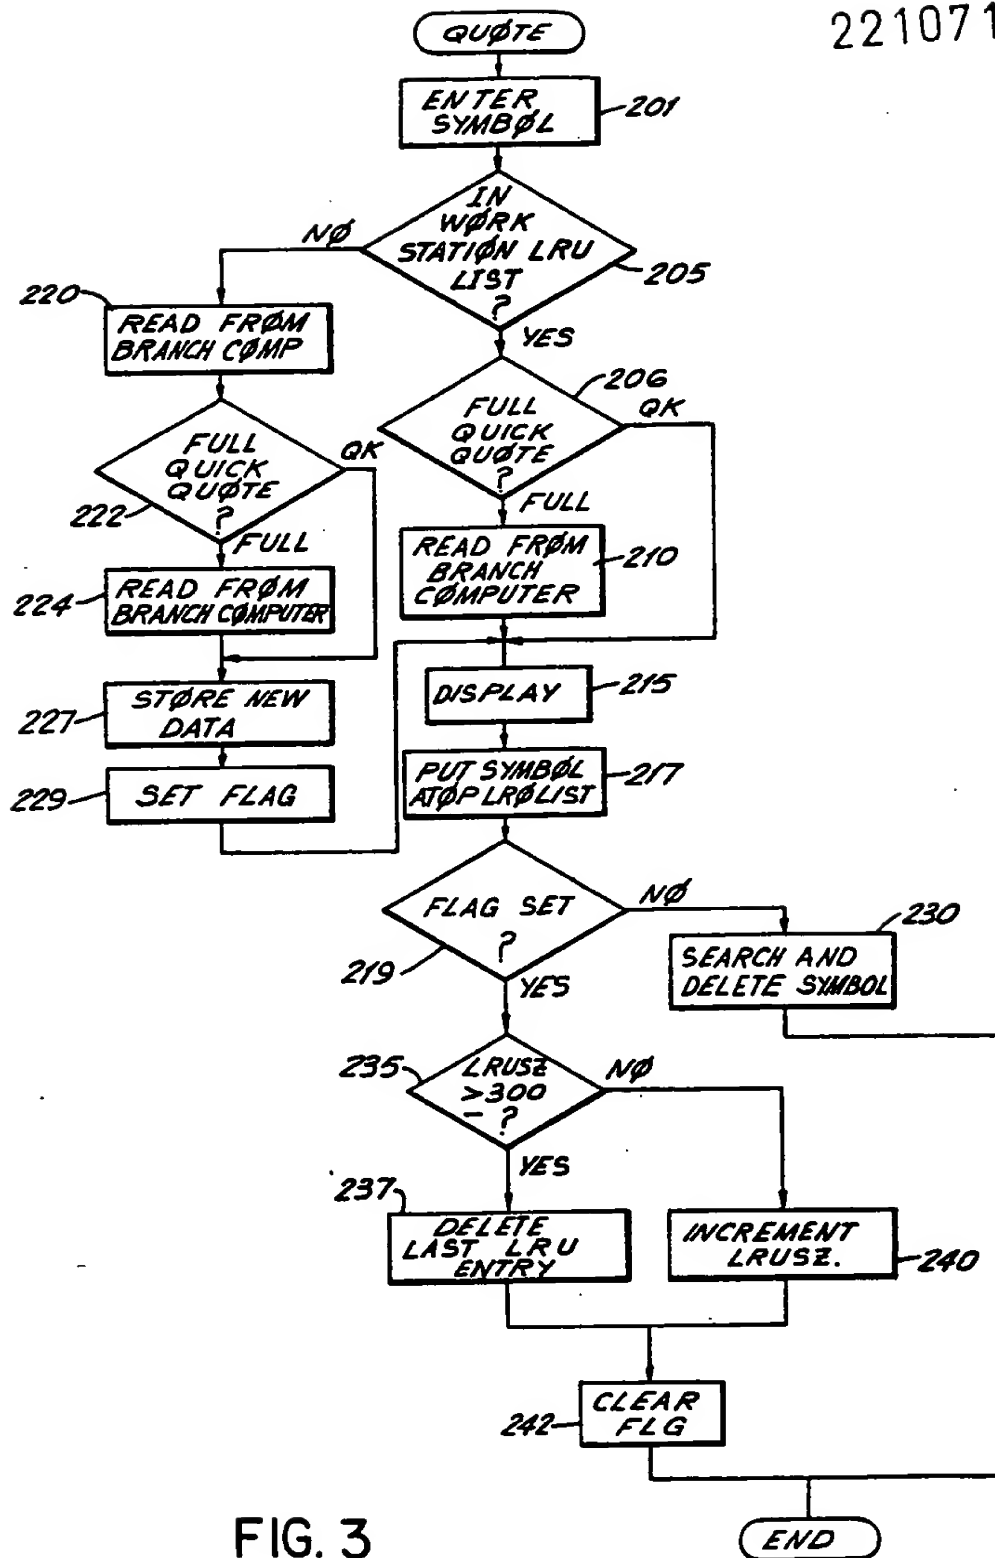 221071
QUØTE
ENTER
SYMBØL
201
IN
WØRK
STATIØN LRU
LIST
?
205
NØ
YES
220
READ FRØM
BRANCH CØMP
206
FULL
QUICK
QUØTE
?
QK
FULL
222
FULL
QUICK
QUØTE
?
QK
FULL
READ FRØM
BRANCH
CØMPUTER
210
224
READ FRØM
BRANCH CØMPUTER
DISPLAY
215
227
STØRE NEW
DATA
PUT SYMBØL
ATØP LRØ LIST
217
229
SET FLAG
FLAG SET
?
219
NØ
YES
230
SEARCH AND
DELETE SYMBOL
235
LRUSZ
>300
?
NØ
YES
237
DELETE
LAST LRU
ENTRY
INCREMENT
LRUSZ.
240
242
CLEAR
FLG
END
FIG. 3